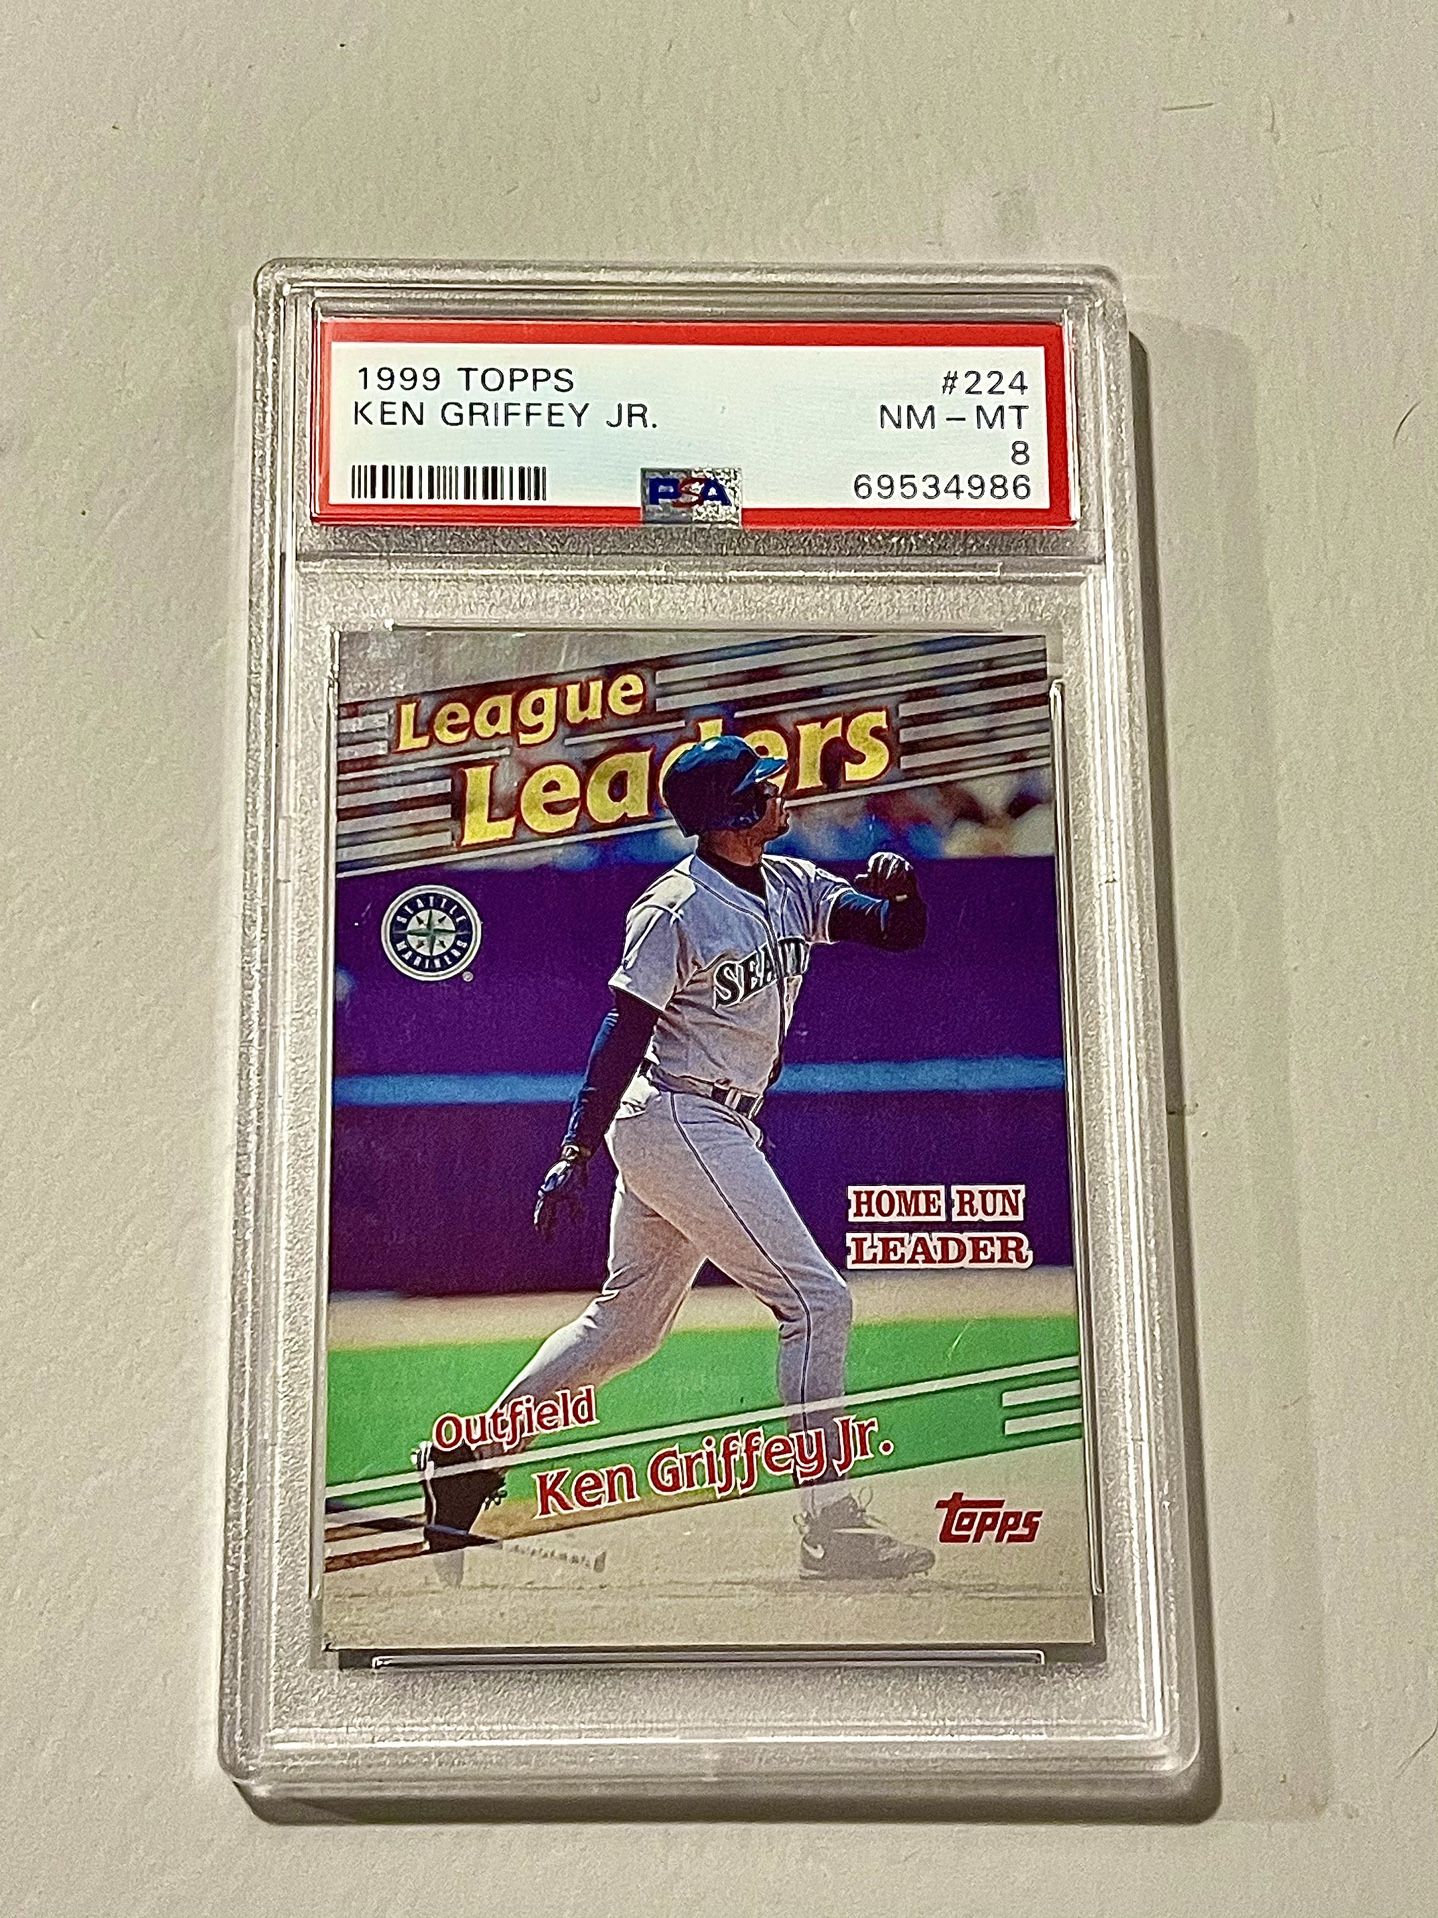 1999 TOPPS #224
KEN GRIFFEY JR. NM - MT
8
PSA 69534986
League
Leaders
SEATTLE
MARINERS
®
SEATT
HOME RUN
LEADER
Outfield
Ken Griffey Jr.
Topps